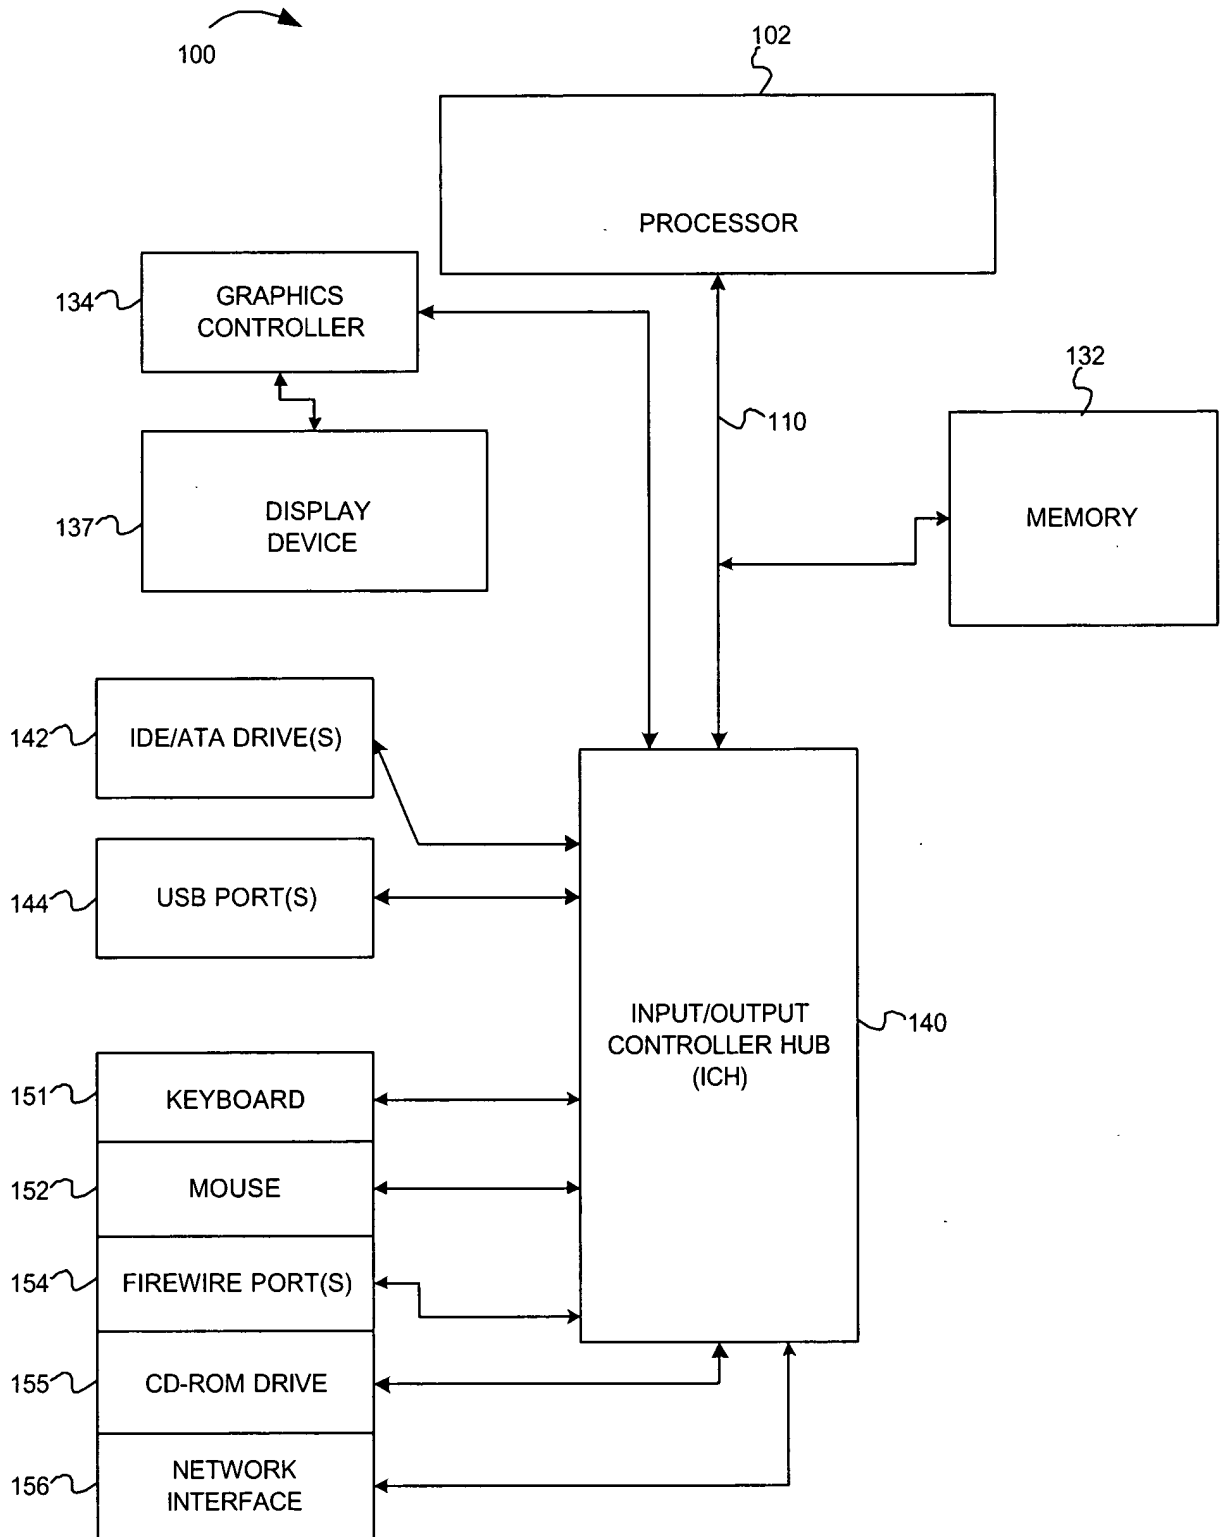 100
102
PROCESSOR
134
GRAPHICS
CONTROLLER
132
110
MEMORY
137
DISPLAY
DEVICE
142
IDE/ATA DRIVE(S)
144
USB PORT(S)
INPUT/OUTPUT
CONTROLLER HUB
(ICH)
140
151
KEYBOARD
152
MOUSE
154
FIREWIRE PORT(S)
155
CD-ROM DRIVE
156
NETWORK
INTERFACE